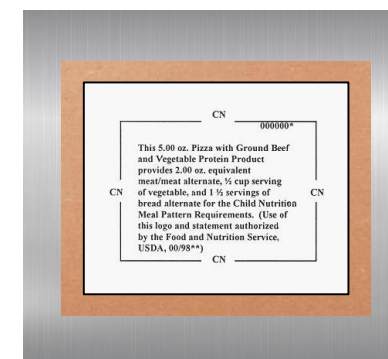 CN
000000*
This 5.00 oz. Pizza with Ground Beef
and Vegetable Protein Product
provides 2.00 oz. equivalent
meat/meat alternate, ½ cup serving
CN of vegetable, and 1 ½ servings of CN
bread alternate for the Child Nutrition
Meal Pattern Requirements. (Use of
this logo and statement authorized
by the Food and Nutrition Service,
USDA, 00/98**)
CN